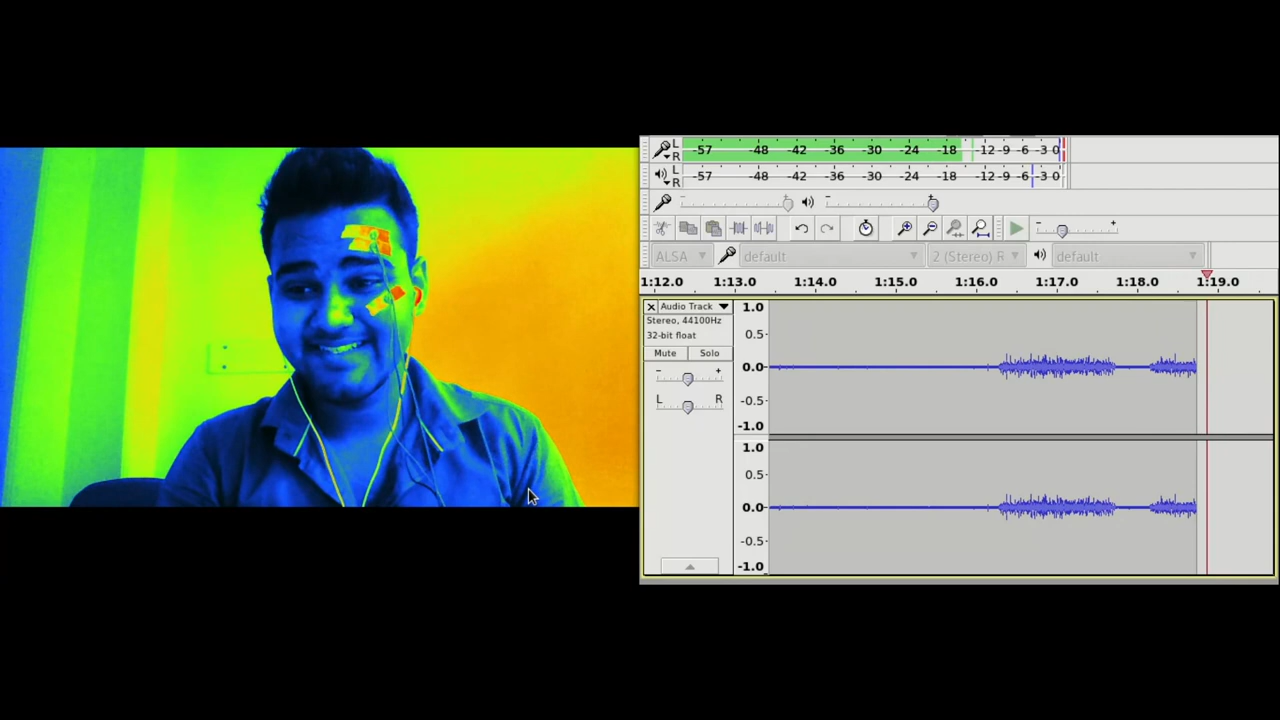 L
R
-57 -48 -42 -36 -30 -24 -18 -12 -9 -6 -3 0
L
R
-57 -48 -42 -36 -30 -24 -18 -12 -9 -6 -3 0
- + - +
- +
ALSA default 2 (Stereo) R default
1:12.0 1:13.0 1:14.0 1:15.0 1:16.0 1:17.0 1:18.0 1:19.0
Audio Track
Stereo, 44100Hz
32-bit float
Mute Solo
- +
L R
1.0
0.5-
0.0-
-0.5-
-1.0
1.0
0.5-
0.0-
-0.5-
-1.0